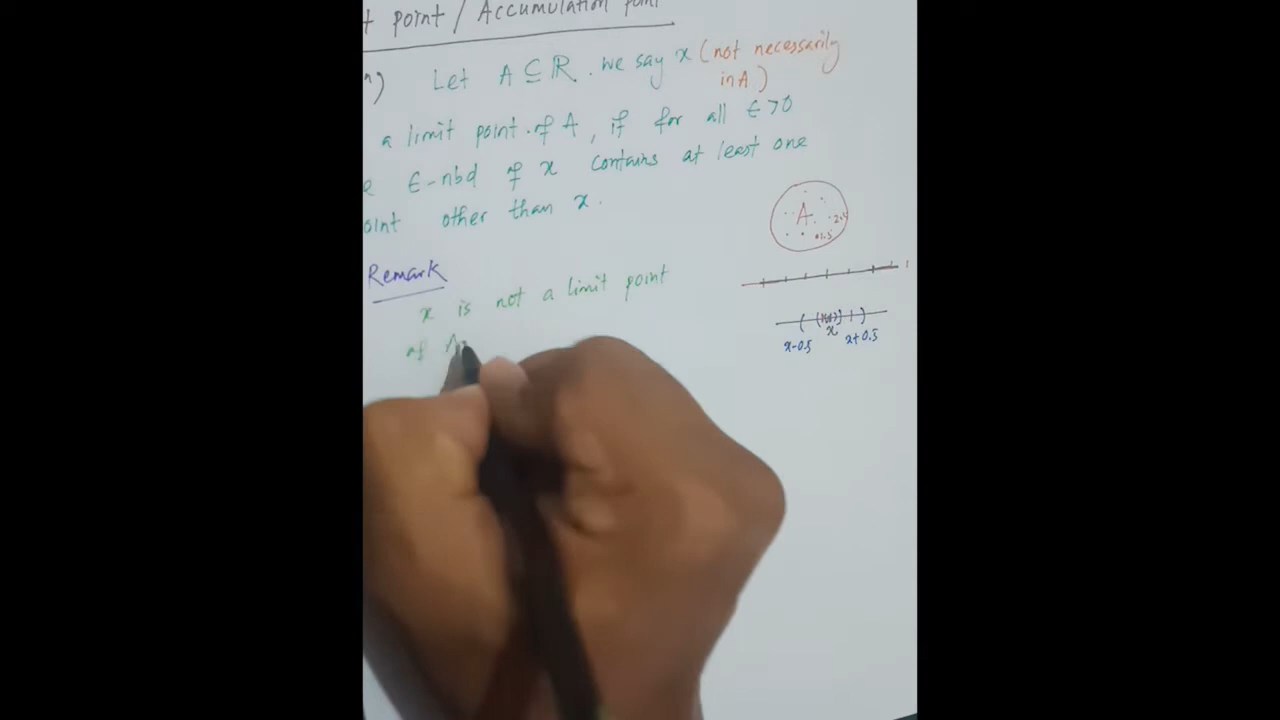 t point / Accumulation point
n) Let A ⊆ ℝ. we say x (not necessarily
in A)
a limit point of A, if for all ϵ>0
e ϵ-nbd of x contains at least one
oint other than x.
A
Remark
x is not a limit point
of A
x
x-0.5 x+0.5